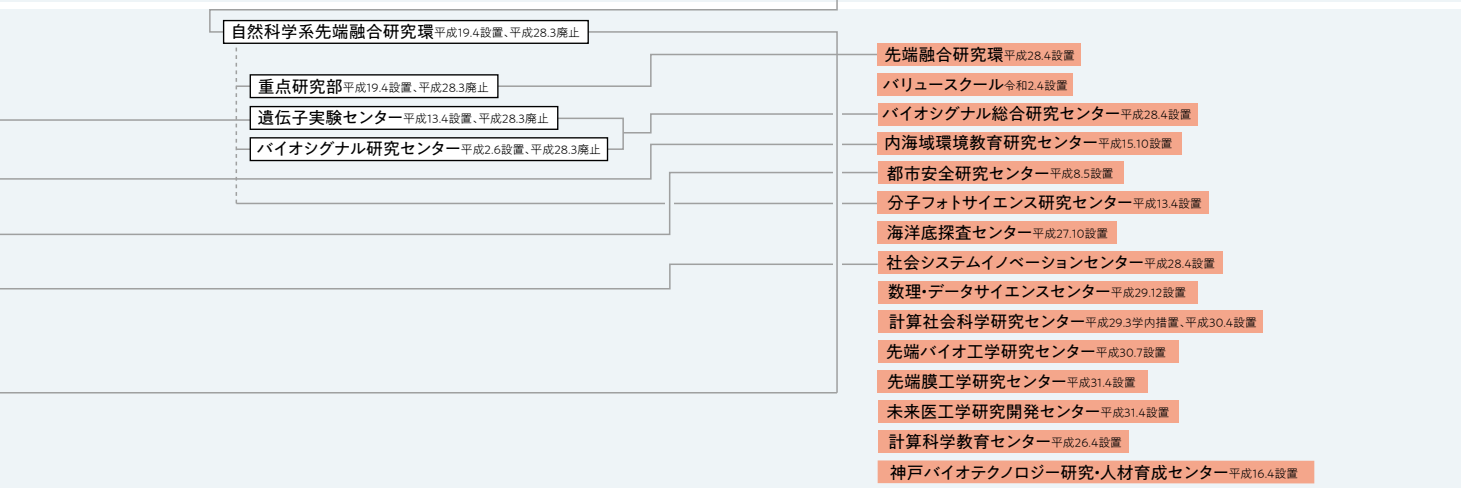 自然科学系先端融合研究環平成19.4設置、平成28.3廃止
重点研究部平成19.4設置、平成28.3廃止
遺伝子実験センター平成13.4設置、平成28.3廃止
バイオシグナル研究センター平成2.6設置、平成28.3廃止
先端融合研究環平成28.4設置
バリュースクール令和2.4設置
バイオシグナル総合研究センター平成28.4設置
内海域環境教育研究センター平成15.10設置
都市安全研究センター平成8.5設置
分子フォトサイエンス研究センター平成13.4設置
海洋底探査センター平成27.10設置
社会システムイノベーションセンター平成28.4設置
数理・データサイエンスセンター平成29.12設置
計算社会科学研究センター平成29.3学内措置、平成30.4設置
先端バイオ工学研究センター平成30.7設置
先端膜工学研究センター平成31.4設置
未来医工学研究開発センター平成31.4設置
計算科学教育センター平成26.4設置
神戸バイオテクノロジー研究・人材育成センター平成16.4設置